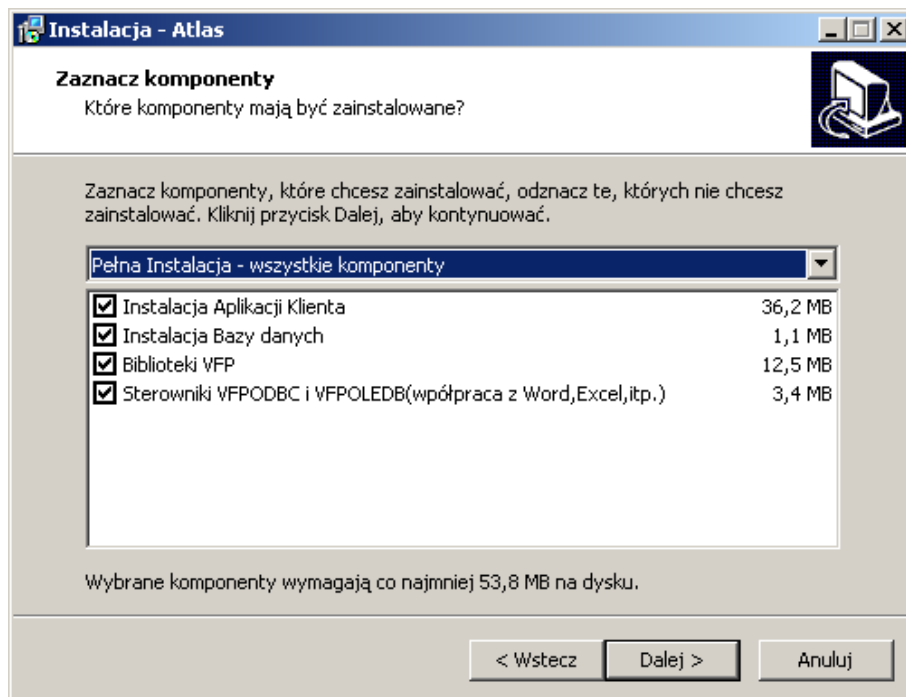 Instalacja - Atlas
Zaznacz komponenty
Które komponenty mają być zainstalowane?
Zaznacz komponenty, które chcesz zainstalować, odznacz te, których nie chcesz
zainstalować. Kliknij przycisk Dalej, aby kontynuować.
Pełna Instalacja - wszystkie komponenty
Instalacja Aplikacji Klienta 36,2 MB
Instalacja Bazy danych 1,1 MB
Biblioteki VFP 12,5 MB
Sterowniki VFPODBC i VFPOLEDB(wpółpraca z Word,Excel,itp.) 3,4 MB
Wybrane komponenty wymagają co najmniej 53,8 MB na dysku.
< Wstecz Dalej > Anuluj